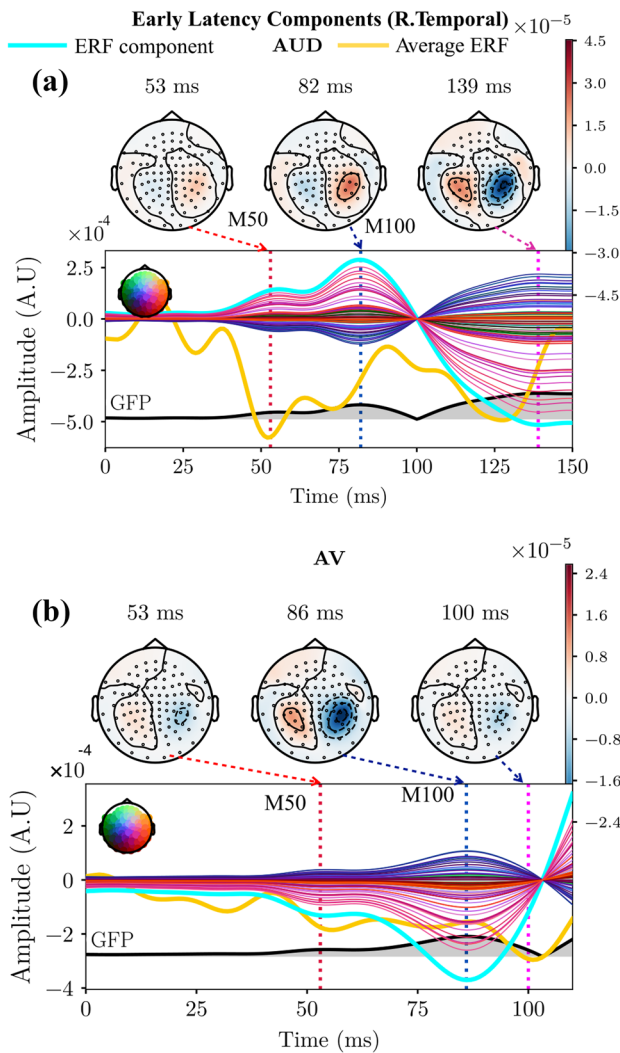 Early Latency Components (R.Temporal)
ERF component AUD Average ERF
×10⁻⁵
(a)
53 ms 82 ms 139 ms
4.5
3.0
1.5
0.0
−1.5
−3.0
−4.5
M50 M100
×10⁻⁴
2.5
0.0
−2.5
−5.0
Amplitude (A.U)
GFP
0 25 50 75 100 125 150
Time (ms)
AV
×10⁻⁵
(b)
53 ms 86 ms 100 ms
2.4
1.6
0.8
0.0
−0.8
−1.6
−2.4
×10⁻⁴
M50 M100
2
0
−2
−4
Amplitude (A.U)
GFP
0 25 50 75 100
Time (ms)